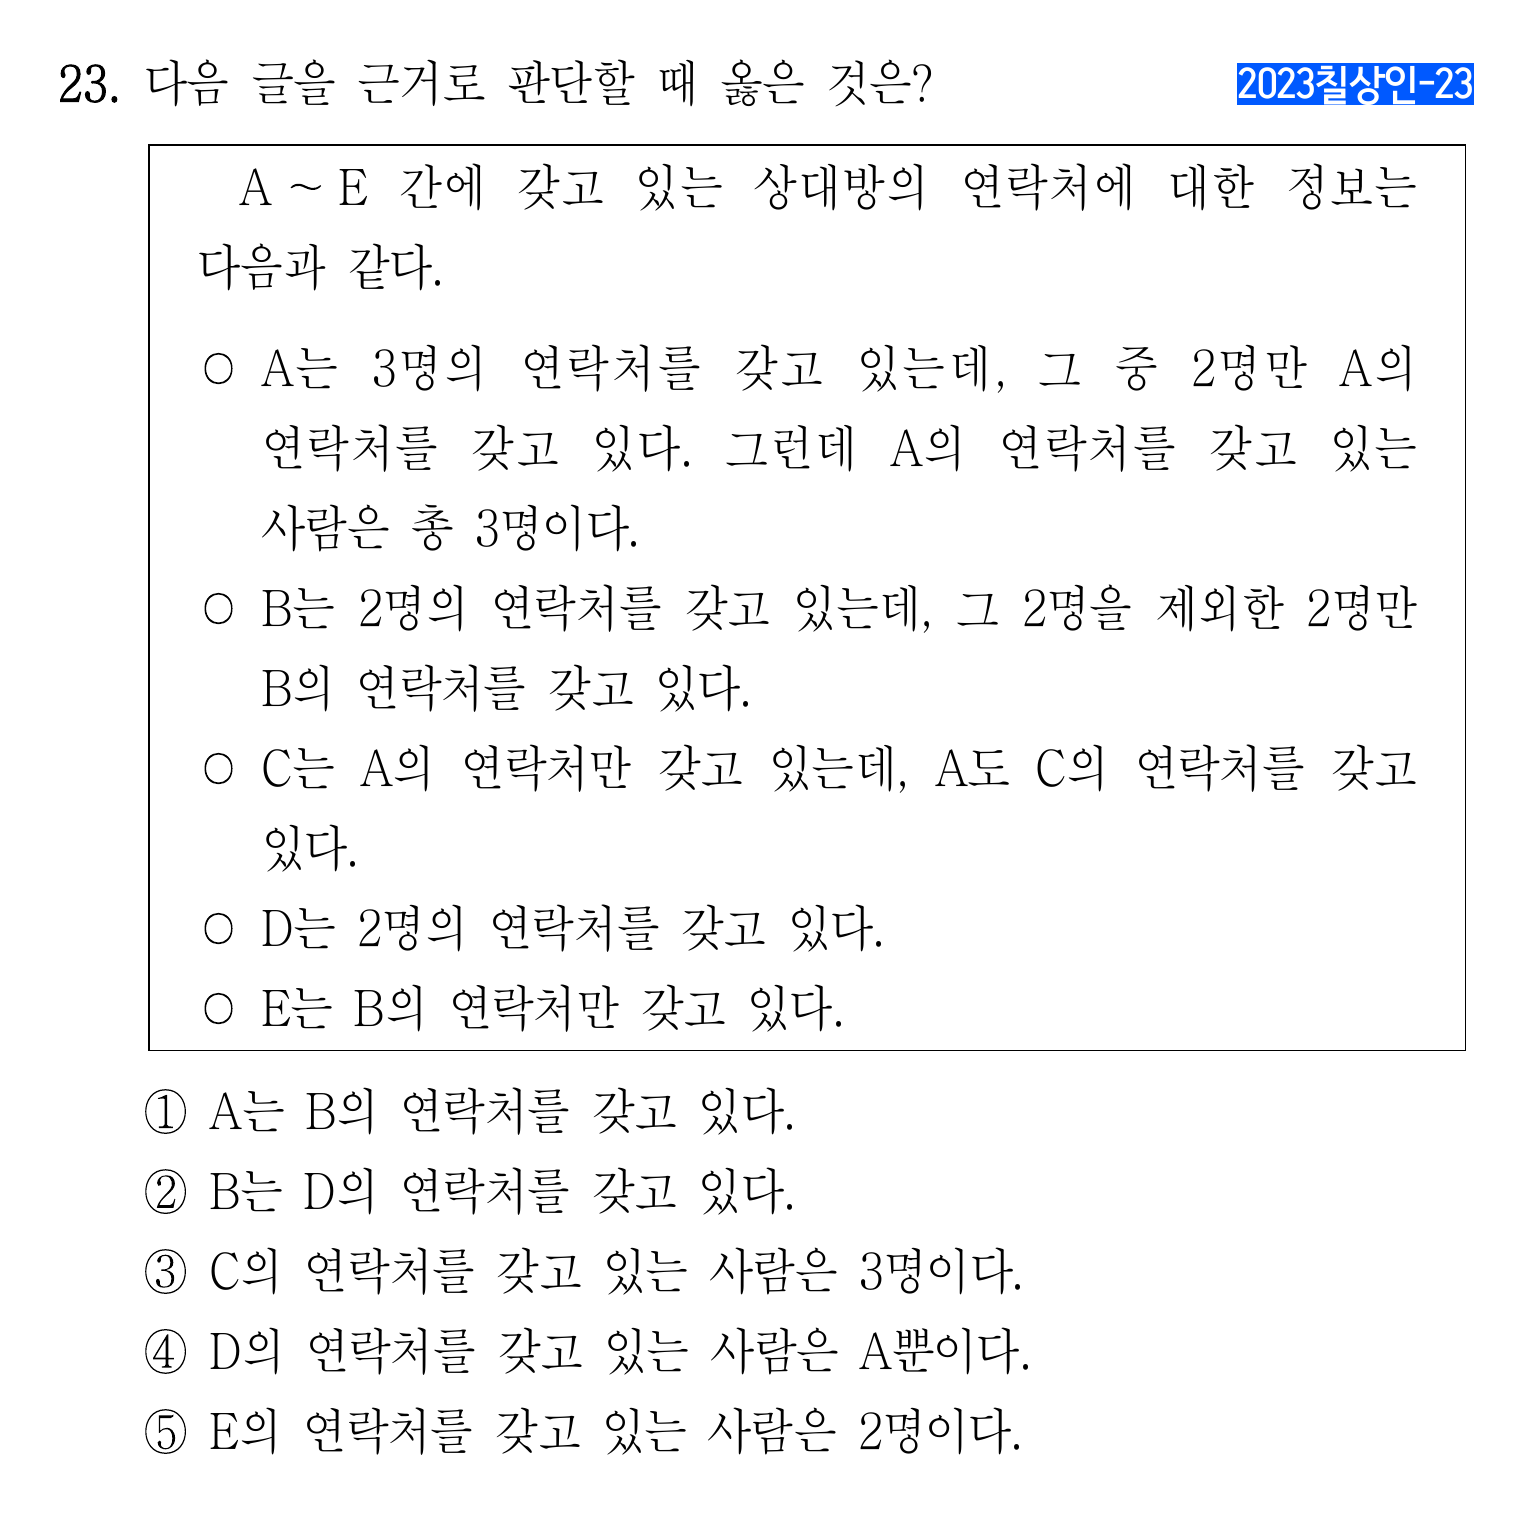 23. 다음 글을 근거로 판단할 때 옳은 것은?
2023칠상인-23
A ~ E 간에 갖고 있는 상대방의 연락처에 대한 정보는
다음과 같다.
○ A는 3명의 연락처를 갖고 있는데, 그 중 2명만 A의
연락처를 갖고 있다. 그런데 A의 연락처를 갖고 있는
사람은 총 3명이다.
○ B는 2명의 연락처를 갖고 있는데, 그 2명을 제외한 2명만
B의 연락처를 갖고 있다.
○ C는 A의 연락처만 갖고 있는데, A도 C의 연락처를 갖고
있다.
○ D는 2명의 연락처를 갖고 있다.
○ E는 B의 연락처만 갖고 있다.
① A는 B의 연락처를 갖고 있다.
② B는 D의 연락처를 갖고 있다.
③ C의 연락처를 갖고 있는 사람은 3명이다.
④ D의 연락처를 갖고 있는 사람은 A뿐이다.
⑤ E의 연락처를 갖고 있는 사람은 2명이다.